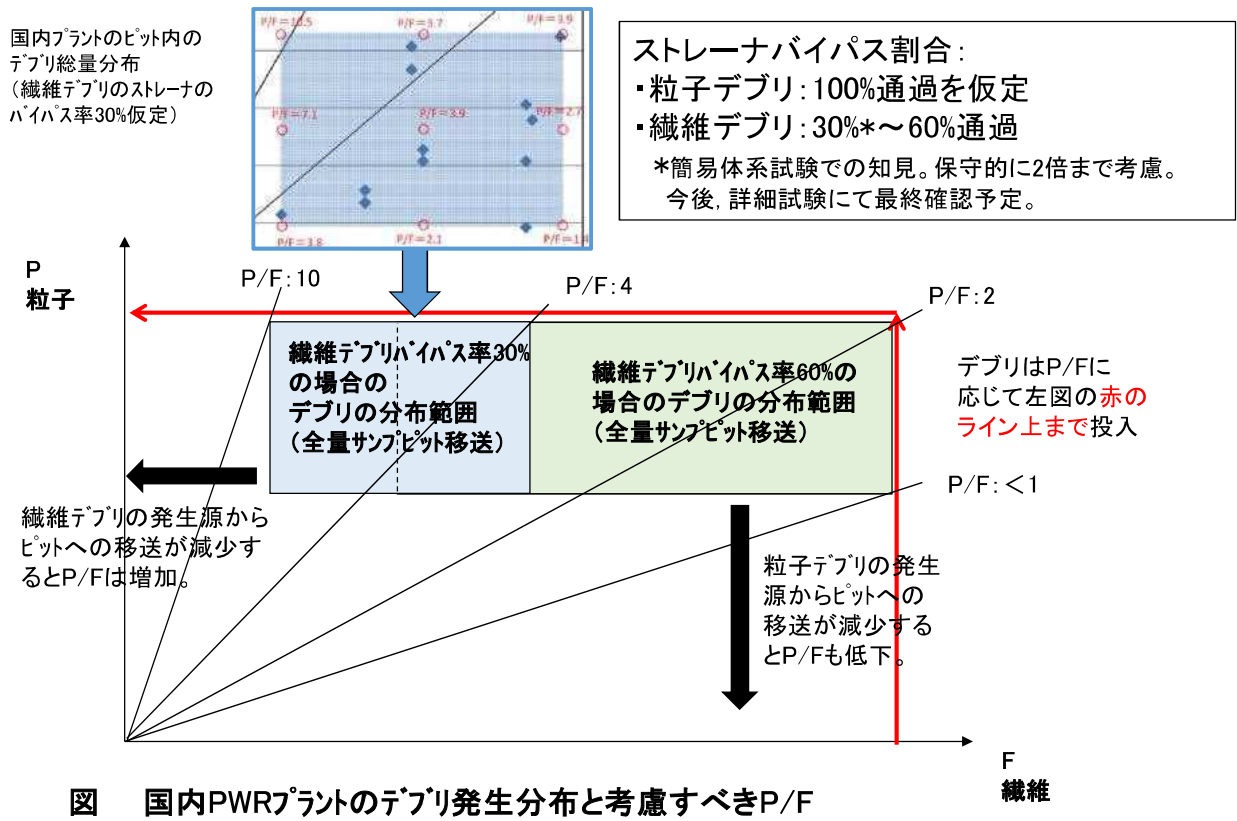 国内プラントのピット内の
デブリ総量分布
（繊維デブリのストレーナの
バイパス率30%仮定）
P/F=10.5
P/F=3.7
P/F=3.9
P/F=7.1
P/F=3.9
P/F=2.7
P/F=3.8
P/F=2.1
P/F=1.4
ストレーナバイパス割合：
・粒子デブリ：100%通過を仮定
・繊維デブリ：30%*～60%通過
*簡易体系試験での知見。保守的に2倍まで考慮。
今後，詳細試験にて最終確認予定。
P
粒子
P/F：10
P/F：4
P/F：2
繊維デブリバイパス率30%
の場合の
デブリの分布範囲
（全量サンプピット移送）
繊維デブリバイパス率60%の
場合のデブリの分布範囲
（全量サンプピット移送）
デブリはP/Fに
応じて左図の赤の
ライン上まで投入
P/F：＜1
繊維デブリの発生源から
ピットへの移送が減少す
るとP/Fは増加。
粒子デブリの発生
源からピットへの
移送が減少する
とP/Fも低下。
F
繊維
図　国内PWRプラントのデブリ発生分布と考慮すべきP/F